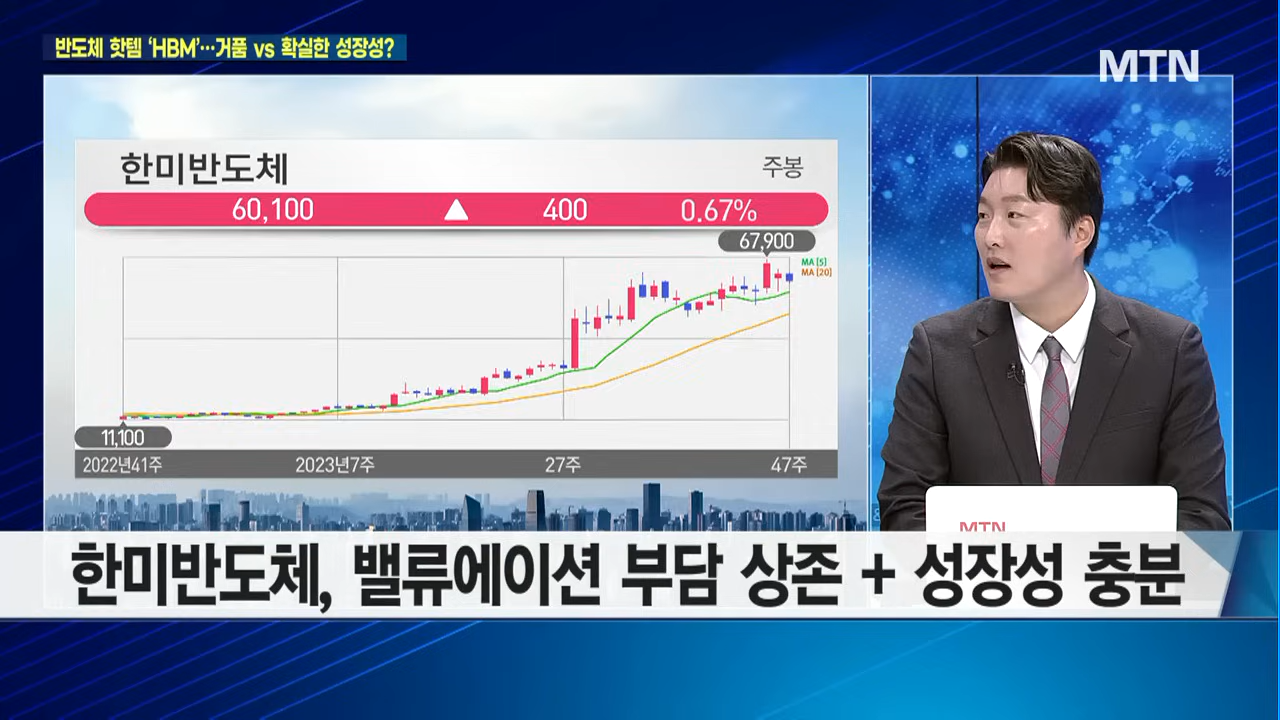 반도체 핫템 ‘HBM’…거품 vs 확실한 성장성?
MTN
한미반도체
주봉
60,100 ▲ 400 0.67%
67,900
MA [5]
MA [20]
11,100
2022년41주 2023년7주 27주 47주
MTN
한미반도체, 밸류에이션 부담 상존 + 성장성 충분